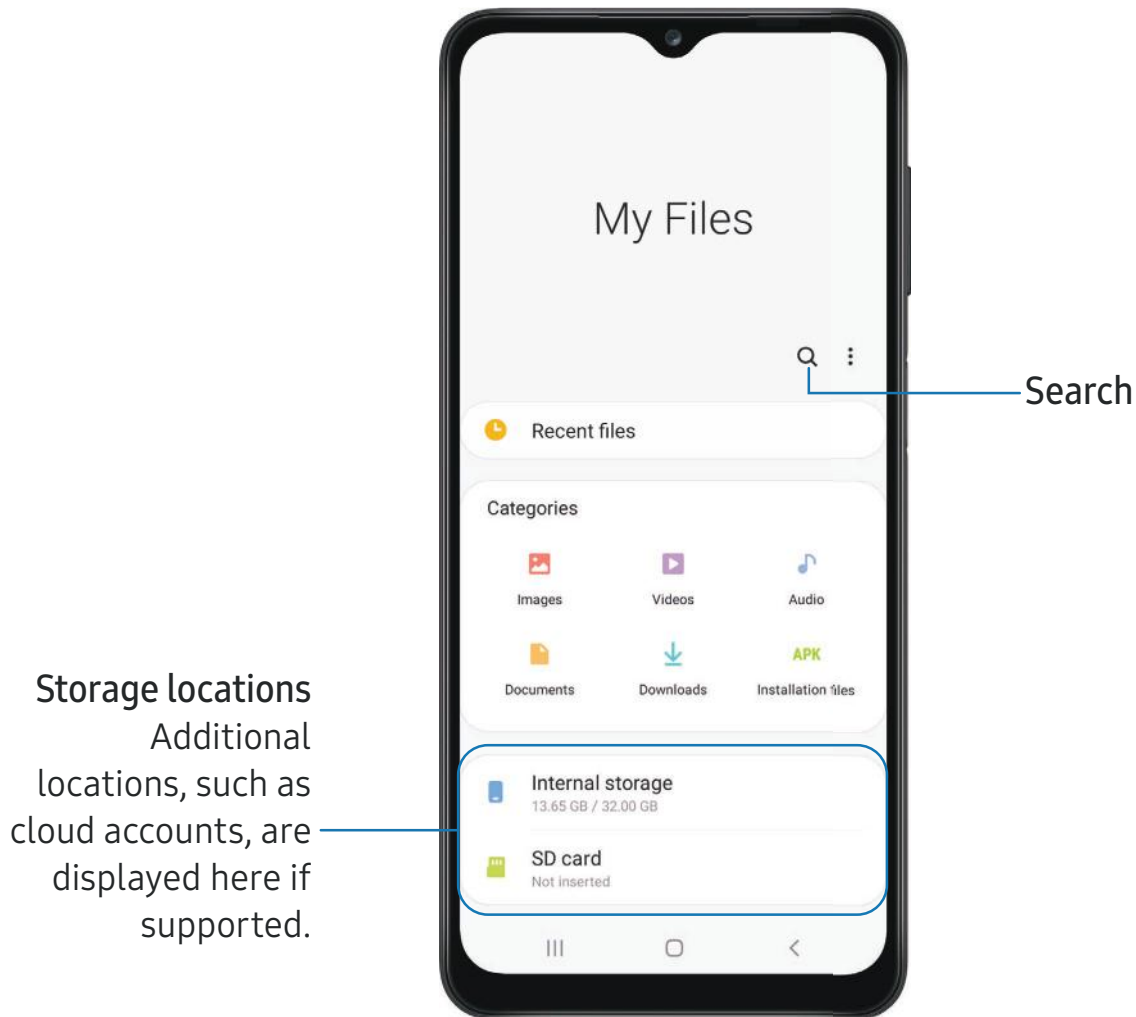 My Files
Search
Recent files
Categories
Images
Videos
Audio
APK
Documents
Downloads
Installation files
Storage locations
Additional
locations, such as
cloud accounts, are
displayed here if
supported.
Internal storage
13.65 GB / 32.00 GB
SD card
Not inserted